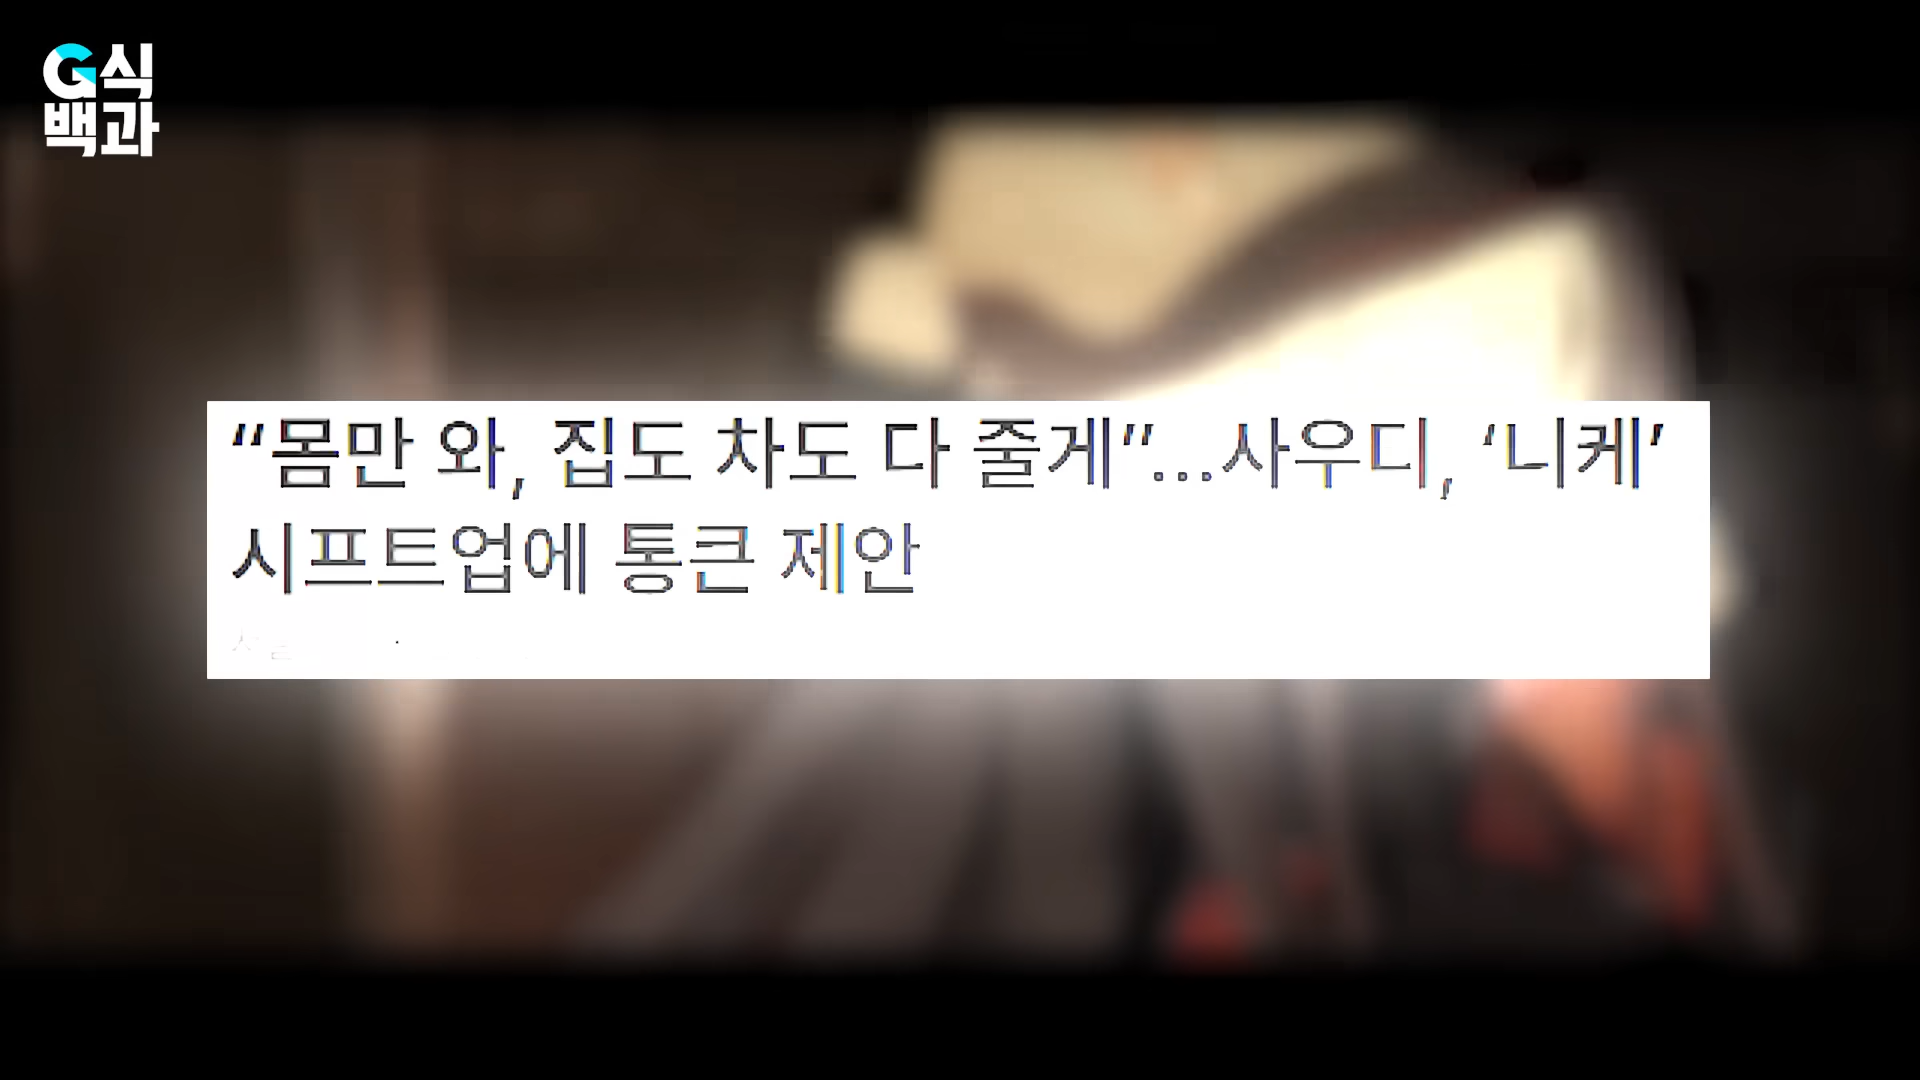 G식
백과
“몸만 와, 집도 차도 다 줄게”…사우디, ‘니케’
시프트업에 통큰 제안